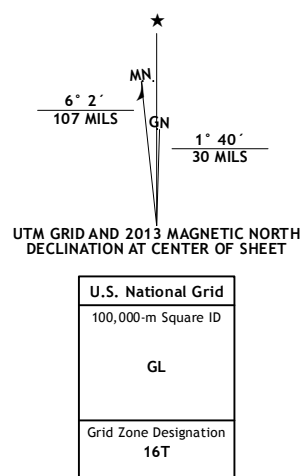 ★
MN.
6° 2´
107 MILS
GN
1° 40´
30 MILS
UTM GRID AND 2013 MAGNETIC NORTH
DECLINATION AT CENTER OF SHEET
U.S. National Grid
100,000-m Square ID
GL
Grid Zone Designation
16T